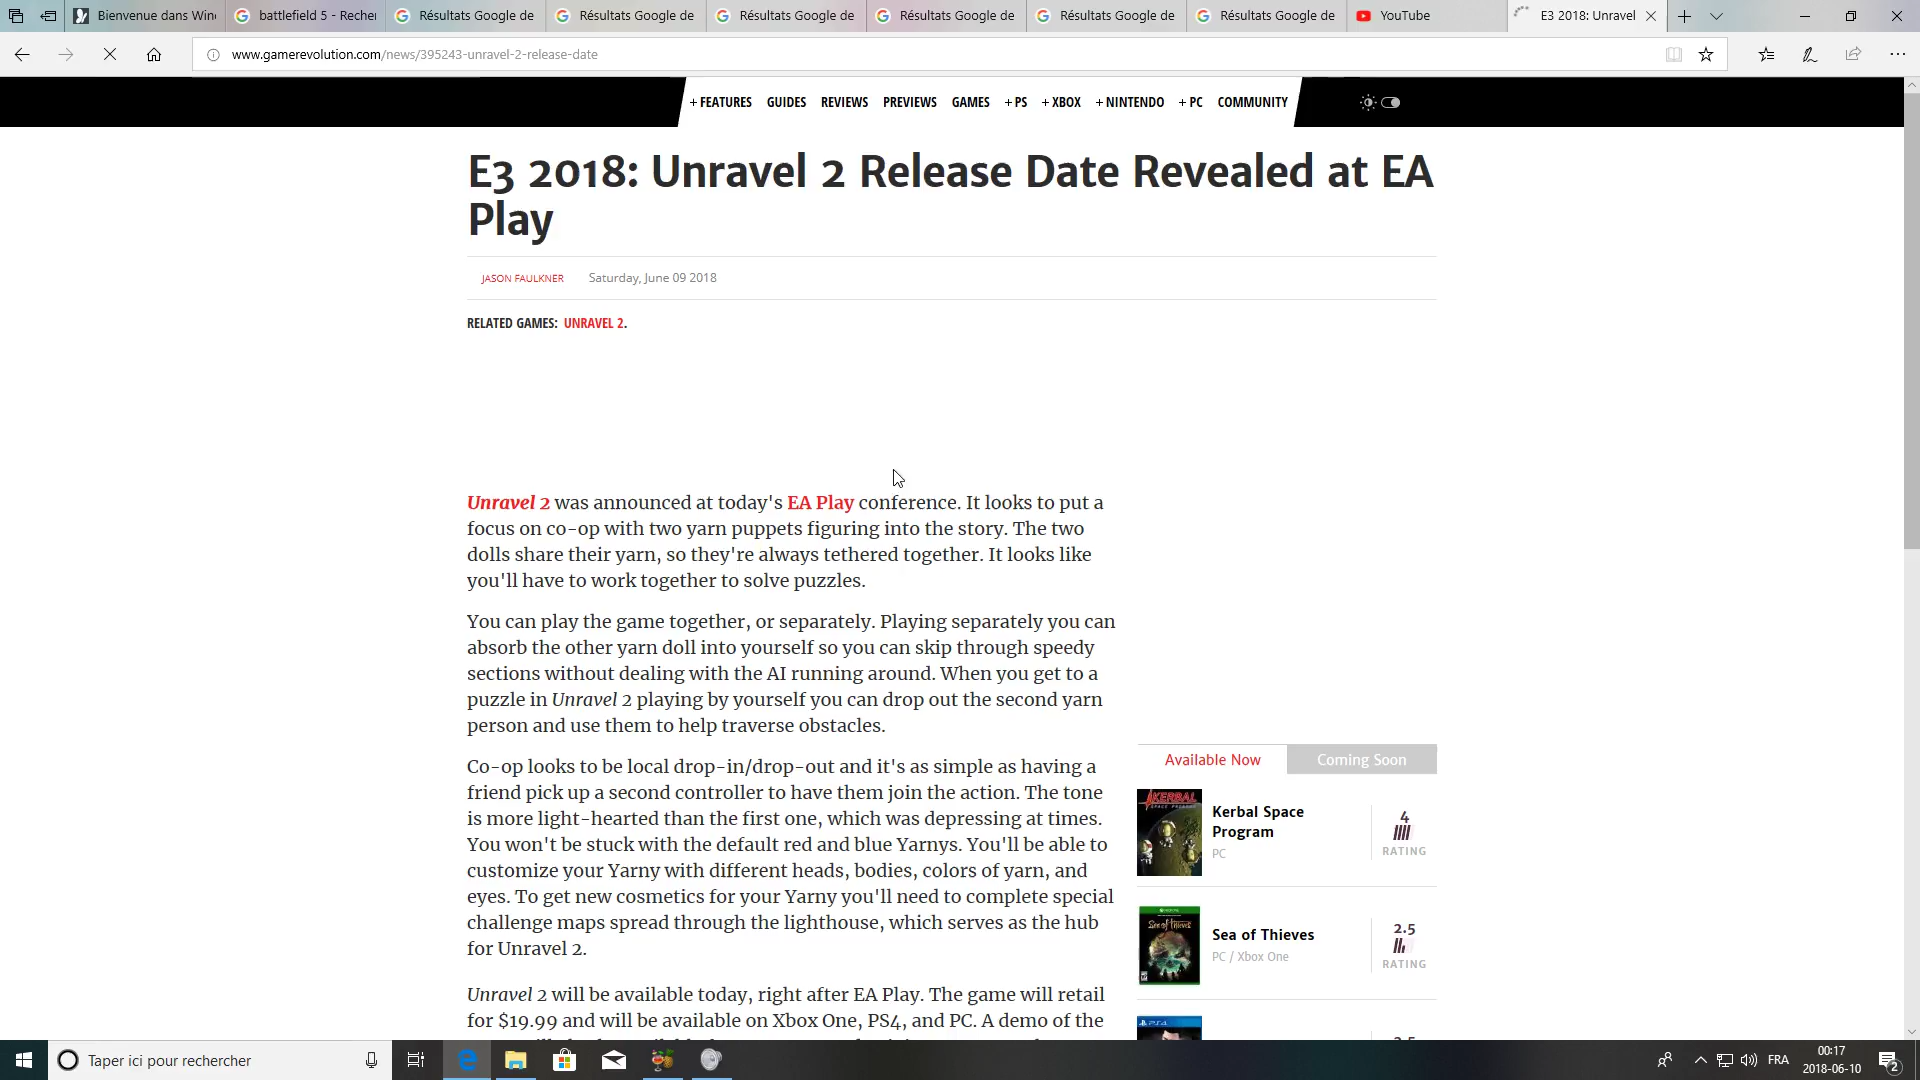 Bienvenue dans Win
battlefield 5 - Recher
Résultats Google de
Résultats Google de
Résultats Google de
Résultats Google de
Résultats Google de
Résultats Google de
YouTube
E3 2018: Unravel
www.gamerevolution.com/news/395243-unravel-2-release-date
+ FEATURES GUIDES REVIEWS PREVIEWS GAMES + PS + XBOX + NINTENDO + PC COMMUNITY
E3 2018: Unravel 2 Release Date Revealed at EA
Play
JASON FAULKNER Saturday, June 09 2018
RELATED GAMES: UNRAVEL 2.
Unravel 2 was announced at today's EA Play conference. It looks to put a
focus on co-op with two yarn puppets figuring into the story. The two
dolls share their yarn, so they're always tethered together. It looks like
you'll have to work together to solve puzzles.
You can play the game together, or separately. Playing separately you can
absorb the other yarn doll into yourself so you can skip through speedy
sections without dealing with the AI running around. When you get to a
puzzle in Unravel 2 playing by yourself you can drop out the second yarn
person and use them to help traverse obstacles.
Co-op looks to be local drop-in/drop-out and it's as simple as having a
friend pick up a second controller to have them join the action. The tone
is more light-hearted than the first one, which was depressing at times.
You won't be stuck with the default red and blue Yarnys. You'll be able to
customize your Yarny with different heads, bodies, colors of yarn, and
eyes. To get new cosmetics for your Yarny you'll need to complete special
challenge maps spread through the lighthouse, which serves as the hub
for Unravel 2.
Unravel 2 will be available today, right after EA Play. The game will retail
for $19.99 and will be available on Xbox One, PS4, and PC. A demo of the
Available Now Coming Soon
KERBAL
SPACE PROGRAM
Kerbal Space
Program
PC
4
RATING
Sea of Thieves
Sea of Thieves
PC / Xbox One
2.5
RATING
PS4
Taper ici pour rechercher
FRA
00:17
2018-06-10
2